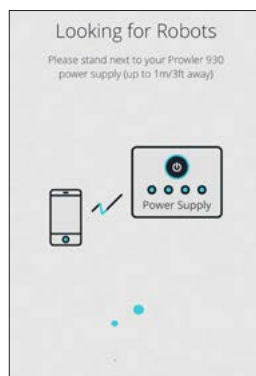 Looking for Robots
Please stand next to your Prowler 930
power supply (up to 1m/3ft away)
Power Supply